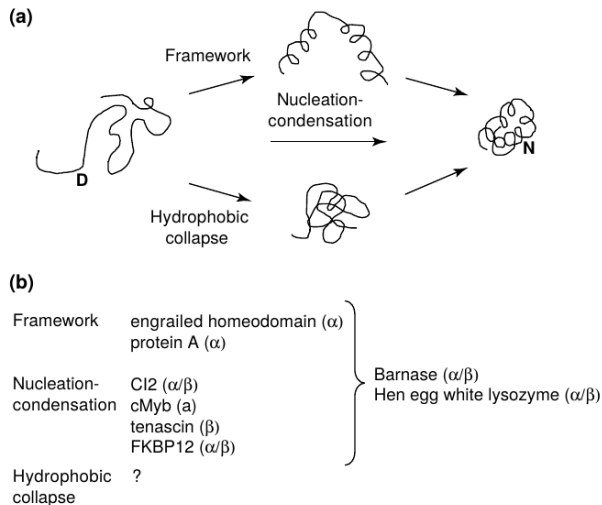 (a)
Framework
Nucleation-
condensation
D
N
Hydrophobic
collapse
(b)
Framework engrailed homeodomain (α)
protein A (α)
Barnase (α/β)
Nucleation- CI2 (α/β)
Hen egg white lysozyme (α/β)
condensation cMyb (a)
tenascin (β)
FKBP12 (α/β)
Hydrophobic ?
collapse